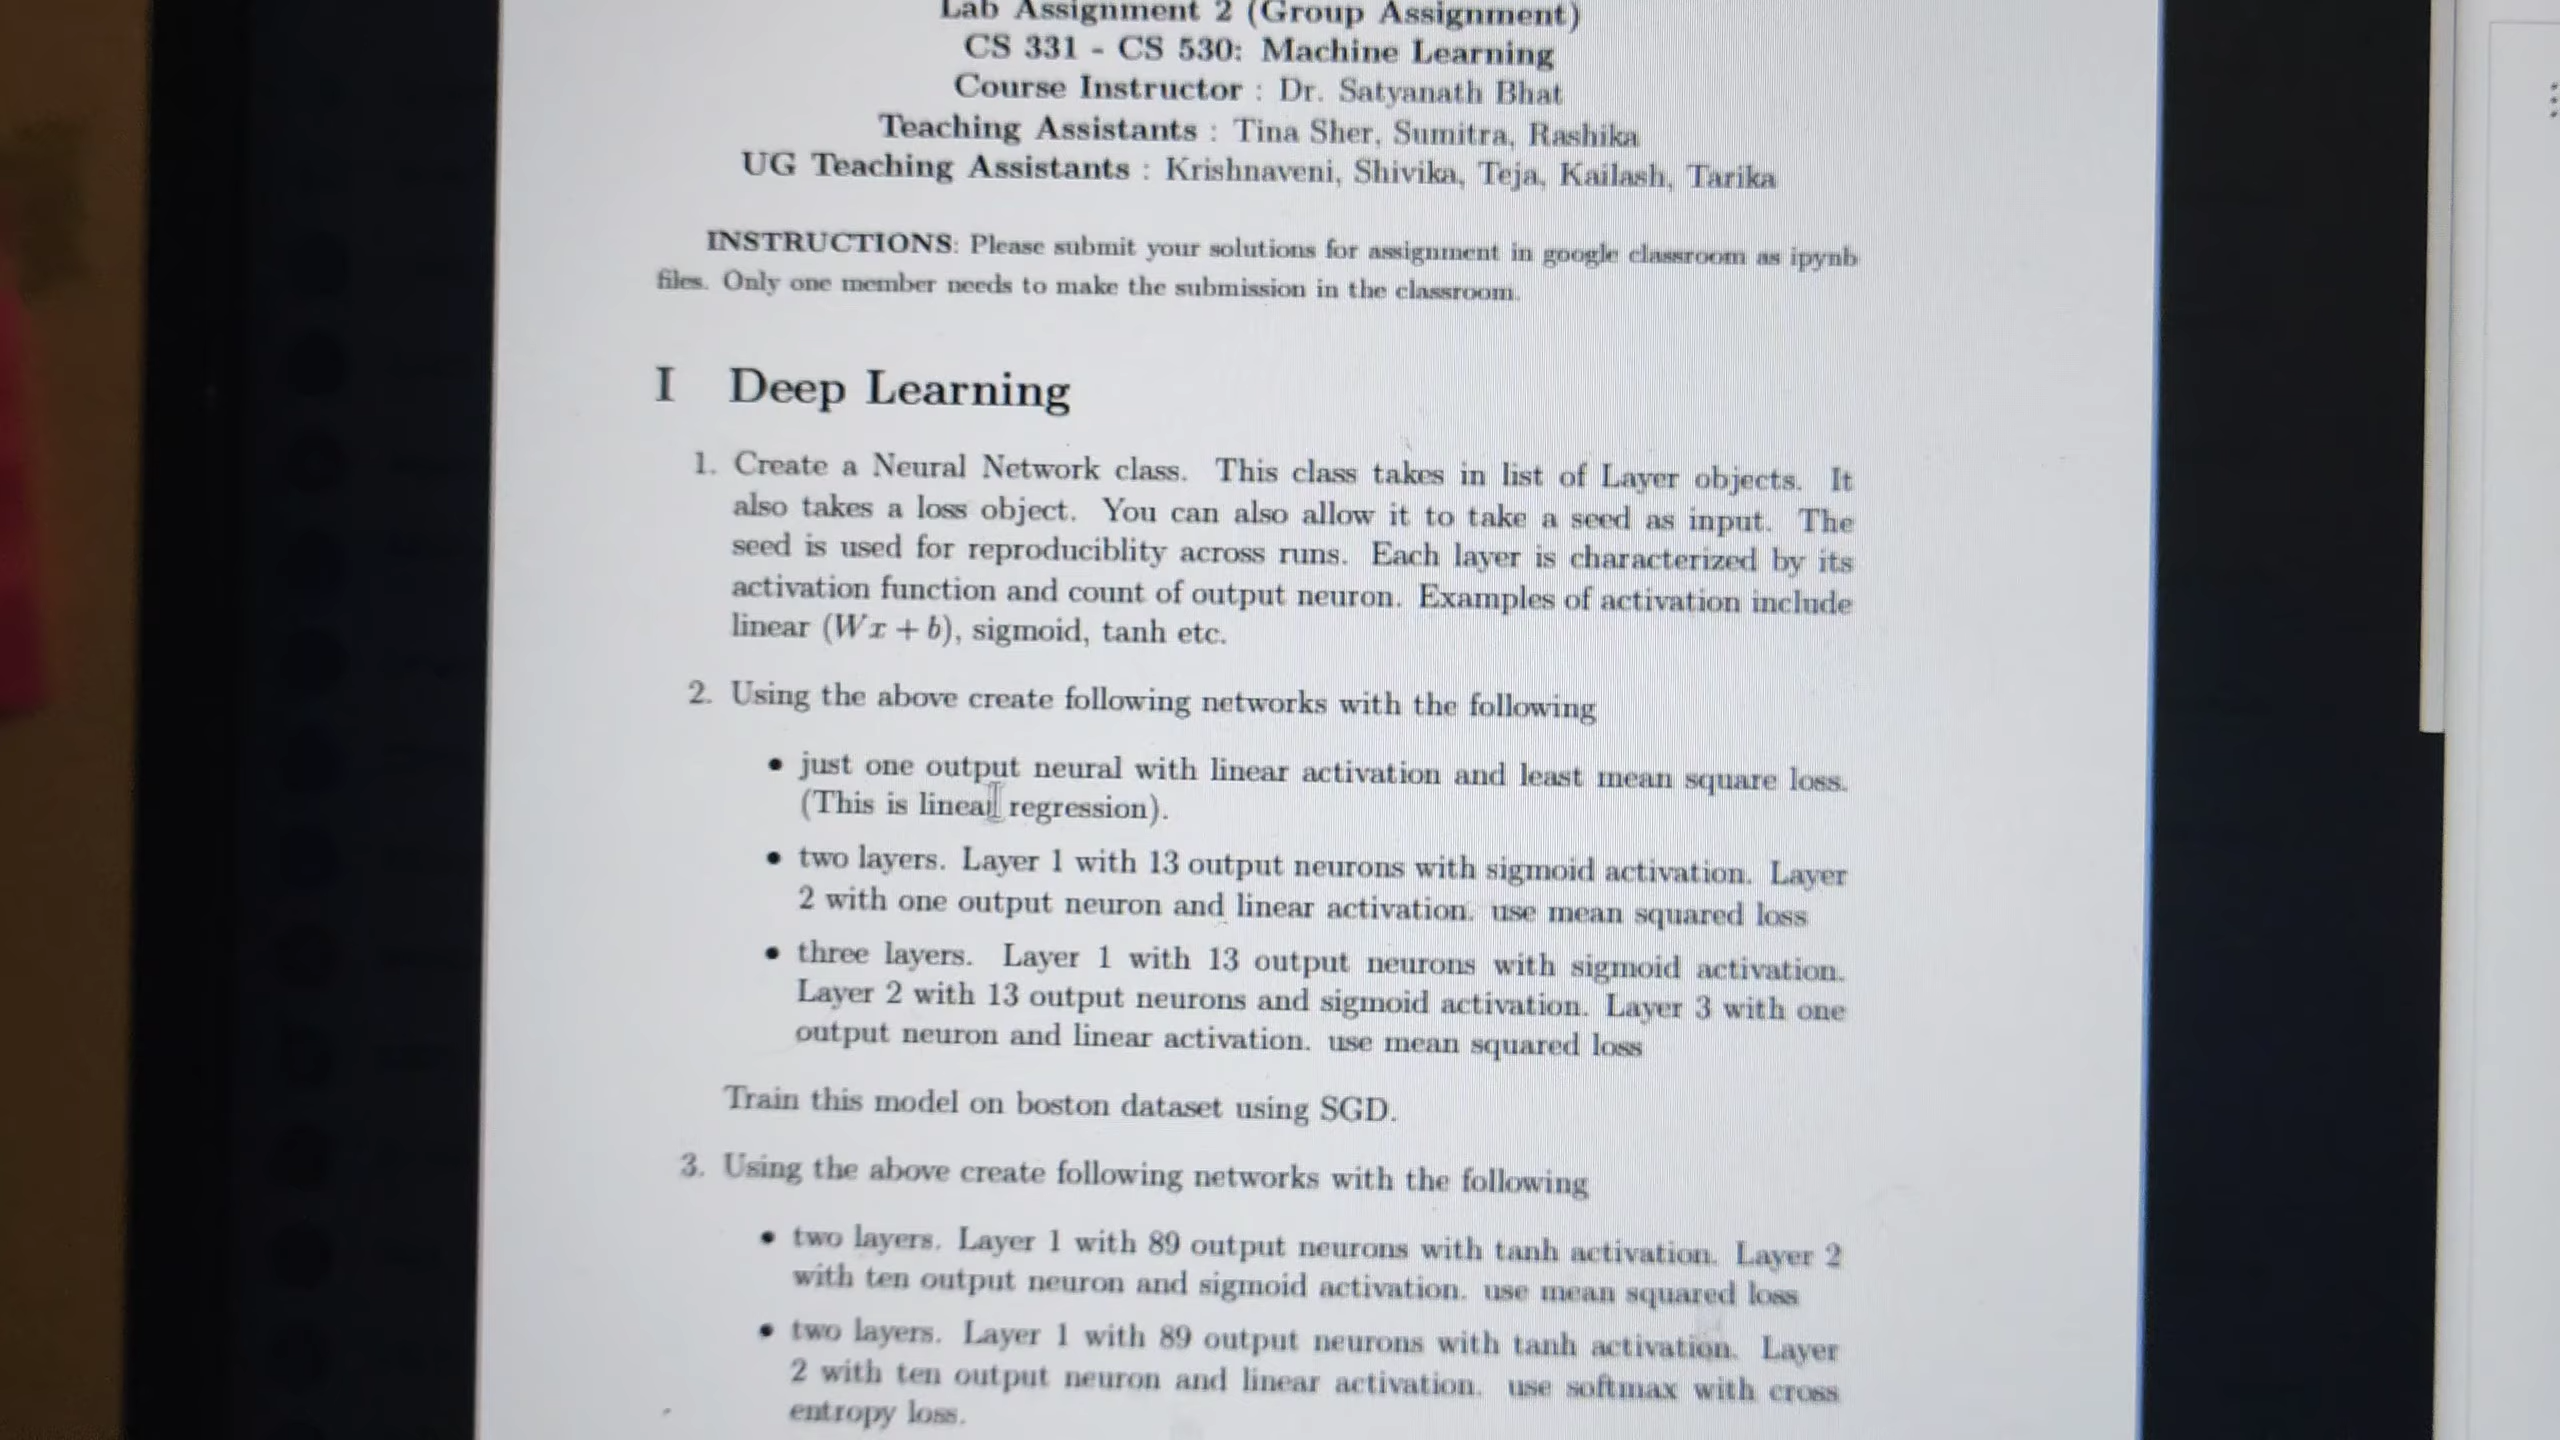 Lab Assignment 2 (Group Assignment)
CS 331 - CS 530: Machine Learning
Course Instructor : Dr. Satyanath Bhat
Teaching Assistants : Tina Sher, Sumitra, Rashika
UG Teaching Assistants : Krishnaveni, Shivika, Teja, Kailash, Tarika
INSTRUCTIONS: Please submit your solutions for assignment in google classroom as ipynb
files. Only one member needs to make the submission in the classroom.
I Deep Learning
1. Create a Neural Network class. This class takes in list of Layer objects. It
also takes a loss object. You can also allow it to take a seed as input. The
seed is used for reproduciblity across runs. Each layer is characterized by its
activation function and count of output neuron. Examples of activation include
linear (Wx + b), sigmoid, tanh etc.
2. Using the above create following networks with the following
• just one output neural with linear activation and least mean square loss.
(This is linear regression).
• two layers. Layer 1 with 13 output neurons with sigmoid activation. Layer
2 with one output neuron and linear activation. use mean squared loss
• three layers. Layer 1 with 13 output neurons with sigmoid activation.
Layer 2 with 13 output neurons and sigmoid activation. Layer 3 with one
output neuron and linear activation. use mean squared loss
Train this model on boston dataset using SGD.
3. Using the above create following networks with the following
• two layers. Layer 1 with 89 output neurons with tanh activation. Layer 2
with ten output neuron and sigmoid activation. use mean squared loss
• two layers. Layer 1 with 89 output neurons with tanh activation. Layer
2 with ten output neuron and linear activation. use softmax with cross
entropy loss.